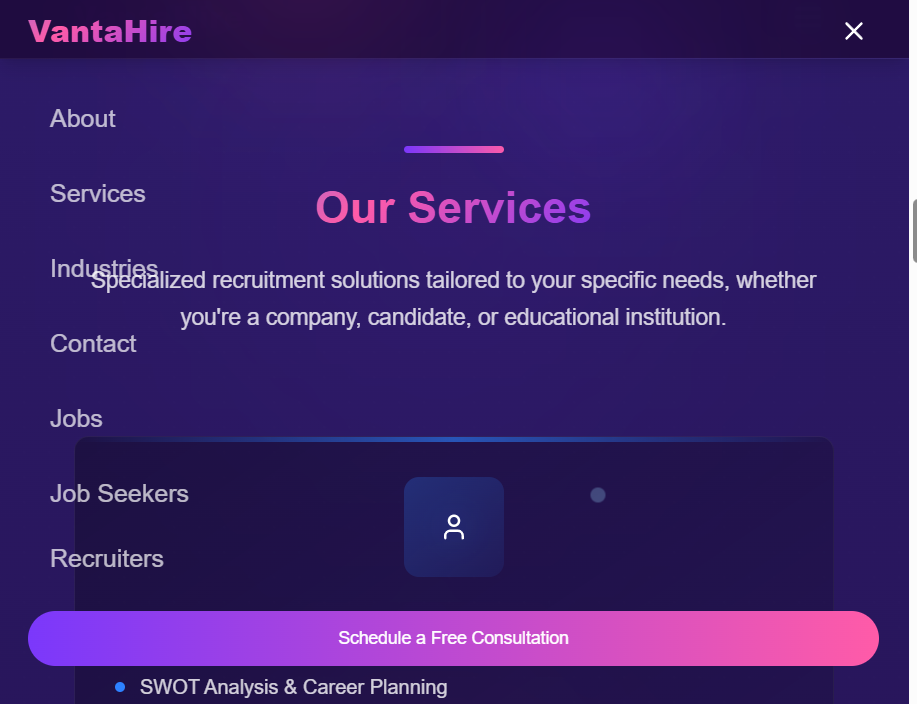 VantaHire
About
Services
Our Services
Industries
Specialized recruitment solutions tailored to your specific needs, whether
you're a company, candidate, or educational institution.
Contact
Jobs
Job Seekers
Recruiters
Schedule a Free Consultation
SWOT Analysis & Career Planning